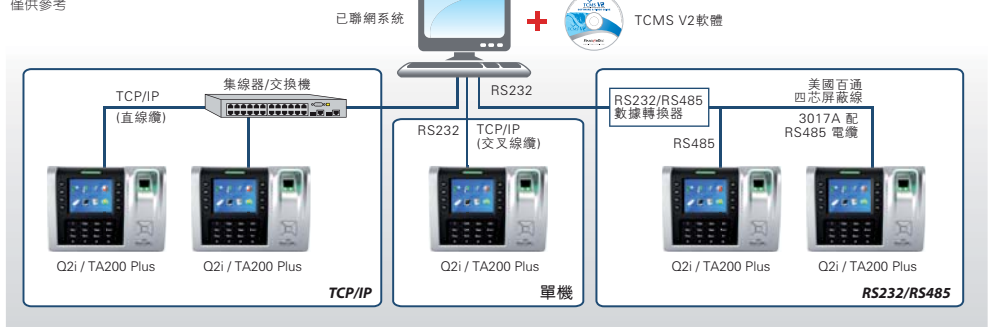 僅供參考
已聯網系統
TCMS V2軟體
集線器/交換機
TCP/IP
(直線纜)
RS232
RS232
TCP/IP
(交叉線纜)
RS232/RS485
數據轉換器
RS485
美國百通
四芯屏蔽線
3017A 配
RS485 電纜
Q2i / TA200 Plus
Q2i / TA200 Plus
Q2i / TA200 Plus
Q2i / TA200 Plus
Q2i / TA200 Plus
TCP/IP
單機
RS232/RS485